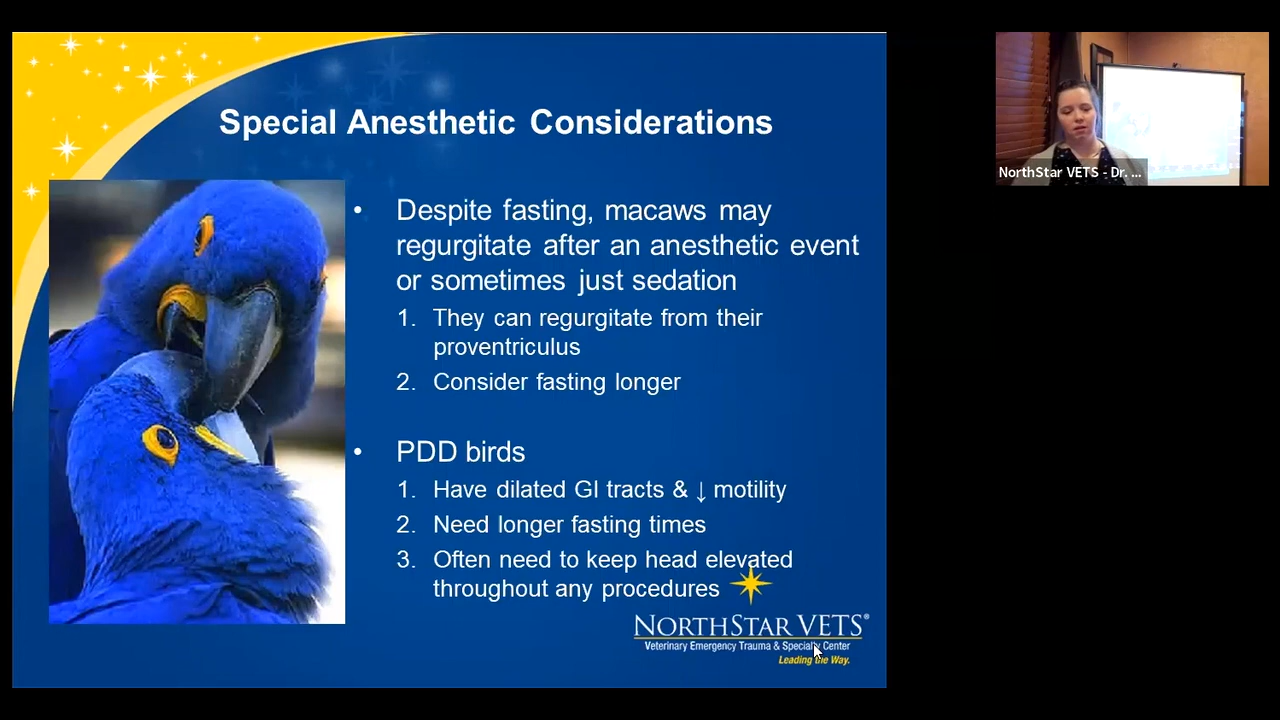 Special Anesthetic Considerations
• Despite fasting, macaws may
regurgitate after an anesthetic event
or sometimes just sedation
1. They can regurgitate from their
proventriculus
2. Consider fasting longer
• PDD birds
1. Have dilated GI tracts & ↓ motility
2. Need longer fasting times
3. Often need to keep head elevated
throughout any procedures
NORTHSTAR VETS®
Veterinary Emergency Trauma & Specialty Center
Leading the Way.
NorthStar VETS - Dr. ...